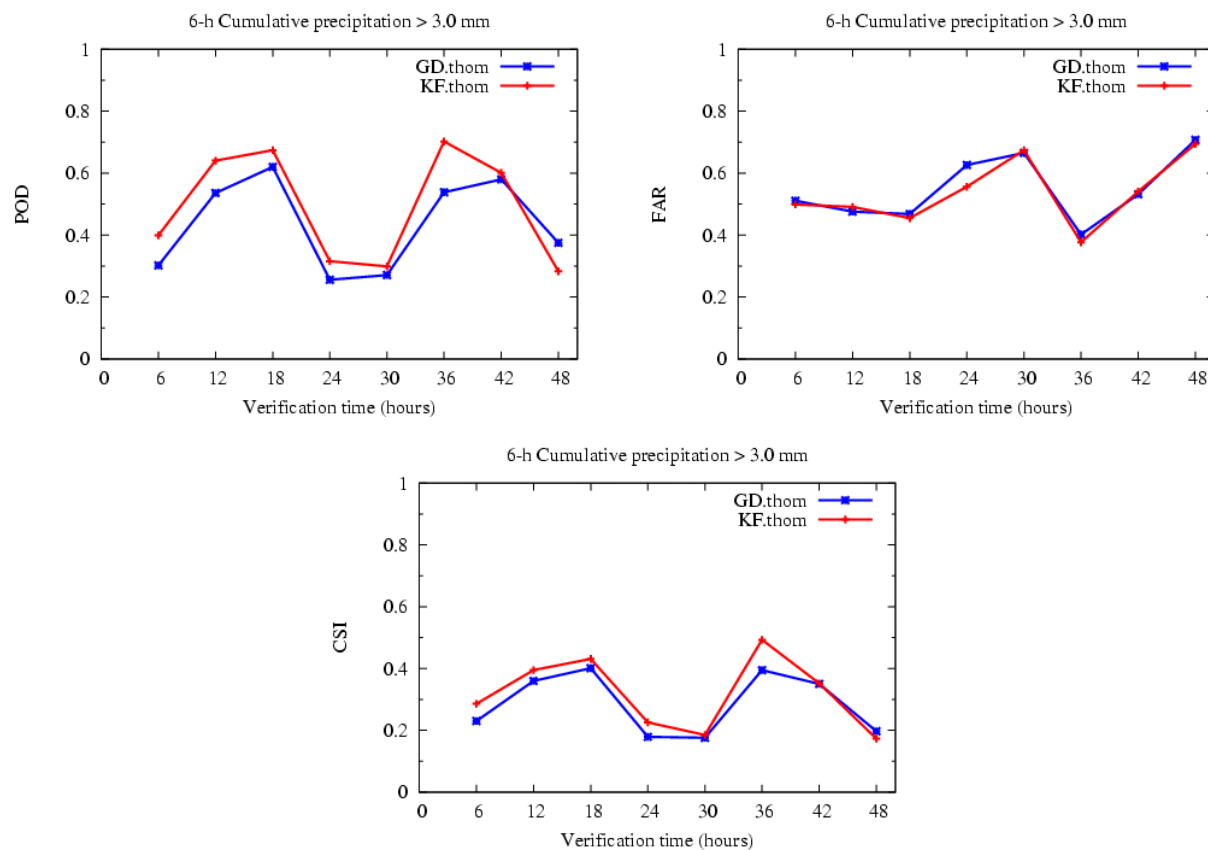 6-h Cumulative precipitation > 3.0 mm
1
0.8
0.6
0.4
0.2
0
POD
GD.thom
KF.thom
0 6 12 18 24 30 36 42 48
Verification time (hours)
6-h Cumulative precipitation > 3.0 mm
1
0.8
0.6
0.4
0.2
0
FAR
GD.thom
KF.thom
0 6 12 18 24 30 36 42 48
Verification time (hours)
6-h Cumulative precipitation > 3.0 mm
1
0.8
0.6
0.4
0.2
0
CSI
GD.thom
KF.thom
0 6 12 18 24 30 36 42 48
Verification time (hours)